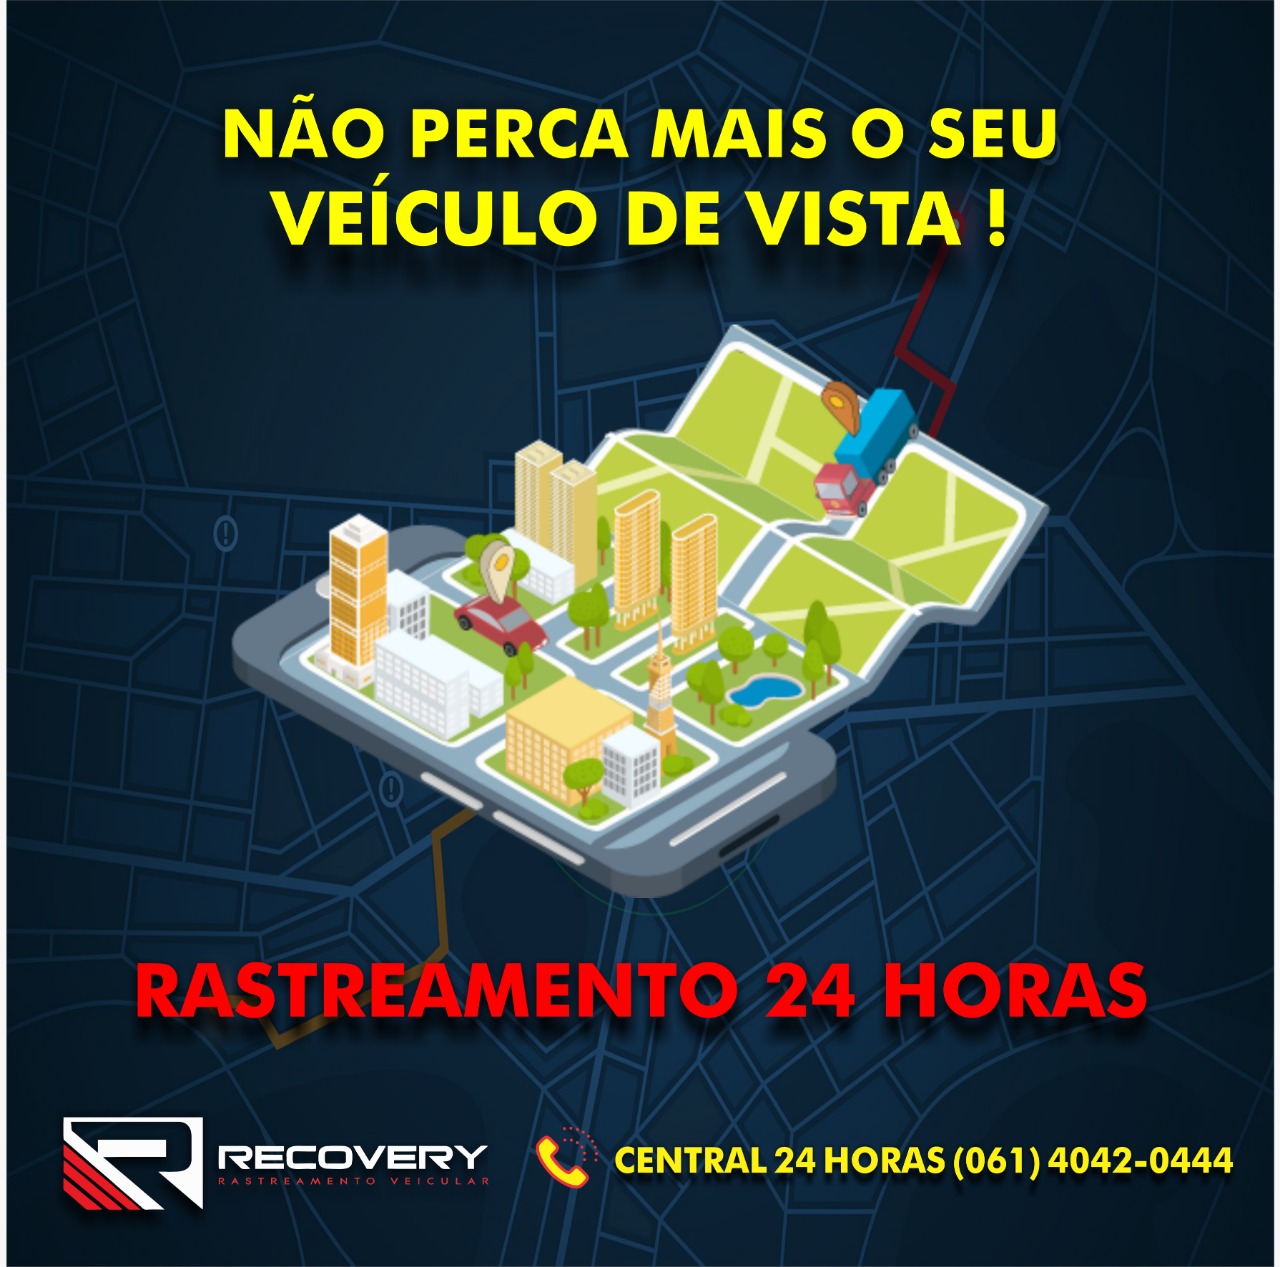 NÃO PERCA MAIS O SEU
VEÍCULO DE VISTA !
RASTREAMENTO 24 HORAS
RECOVERY
RASTREAMENTO VEICULAR
CENTRAL 24 HORAS (061) 4042-0444